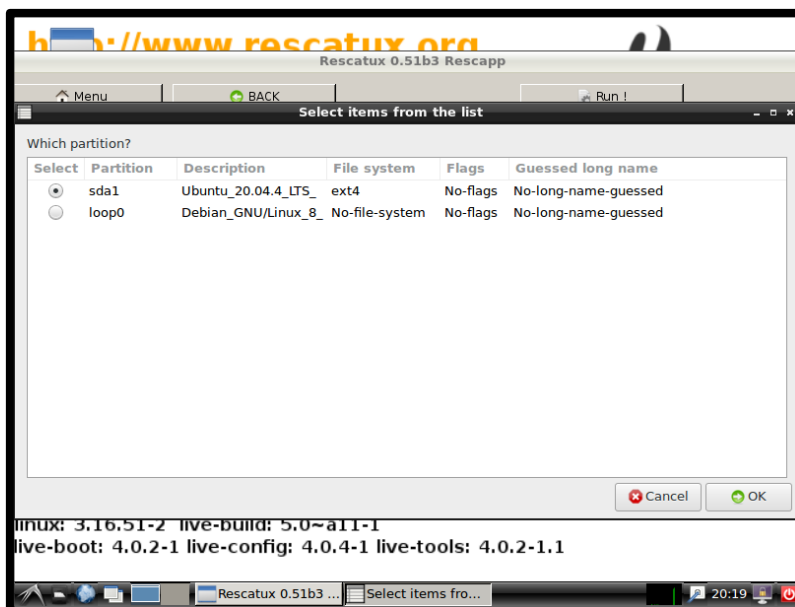 http://www.rescatux.org
Rescatux 0.51b3 Rescapp
Menu BACK Run !
Select items from the list
Which partition?
Select Partition Description File system Flags Guessed long name
sda1 Ubuntu_20.04.4_LTS_ ext4 No-flags No-long-name-guessed
loop0 Debian_GNU/Linux_8_ No-file-system No-flags No-long-name-guessed
Cancel OK
linux: 3.16.51-2 live-build: 5.0~a11-1
live-boot: 4.0.2-1 live-config: 4.0.4-1 live-tools: 4.0.2-1.1
Rescatux 0.51b3 ... Select items fro... 20:19